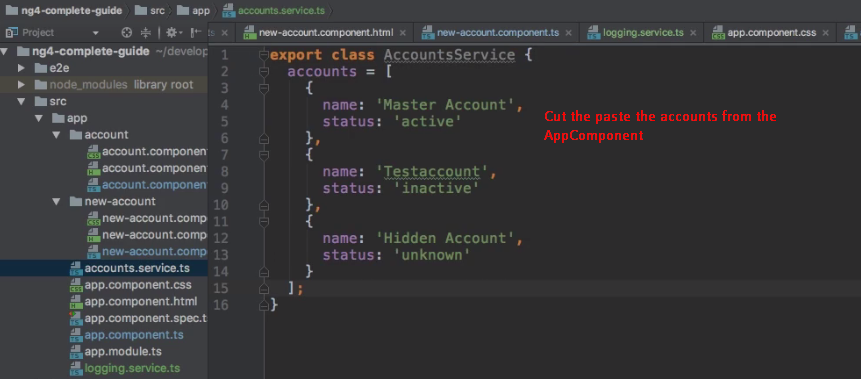 ng4-complete-guide src app accounts.service.ts
Project new-account.component.html new-account.component.ts logging.service.ts app.component.css
ng4-complete-guide ~/develop
e2e
node_modules library root
src
app
account
account.component
account.component
account.component
new-account
new-account.comp
new-account.comp
new-account.comp
accounts.service.ts
app.component.css
app.component.html
app.component.spec.t
app.component.ts
app.module.ts
logging.service.ts
1 export class AccountsService {
2 accounts = [
3 {
4 name: 'Master Account',
5 status: 'active'
6 },
7 {
8 name: 'Testaccount',
9 status: 'inactive'
10 },
11 {
12 name: 'Hidden Account',
13 status: 'unknown'
14 }
15 ];
16 }
Cut the paste the accounts from the
AppComponent